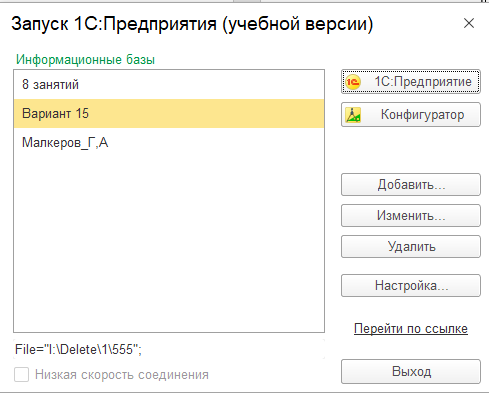 Запуск 1С:Предприятия (учебной версии)
Информационные базы
8 занятий
Вариант 15
Малкеров_Г,А
1С:Предприятие
Конфигуратор
Добавить...
Изменить...
Удалить
Настройка...
Перейти по ссылке
File="I:\Delete\1\555";
Низкая скорость соединения
Выход